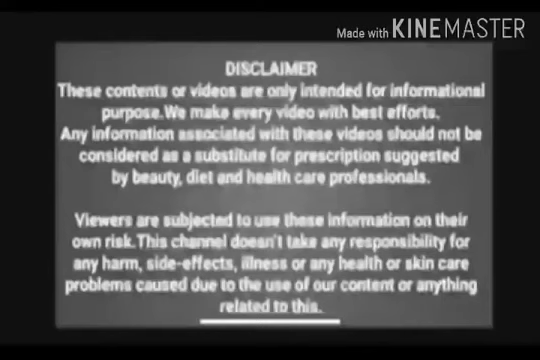 Made with KINEMASTER
DISCLAIMER
These contents or videos are only intended for informational
purpose.We make every video with best efforts.
Any information associated with these videos should not be
considered as a substitute for prescription suggested
by beauty, diet and health care professionals.
Viewers are subjected to use these information on their
own risk.This channel doesn't take any responsibility for
any harm, side-effects, illness or any health or skin care
problems caused due to the use of our content or anything
related to this.